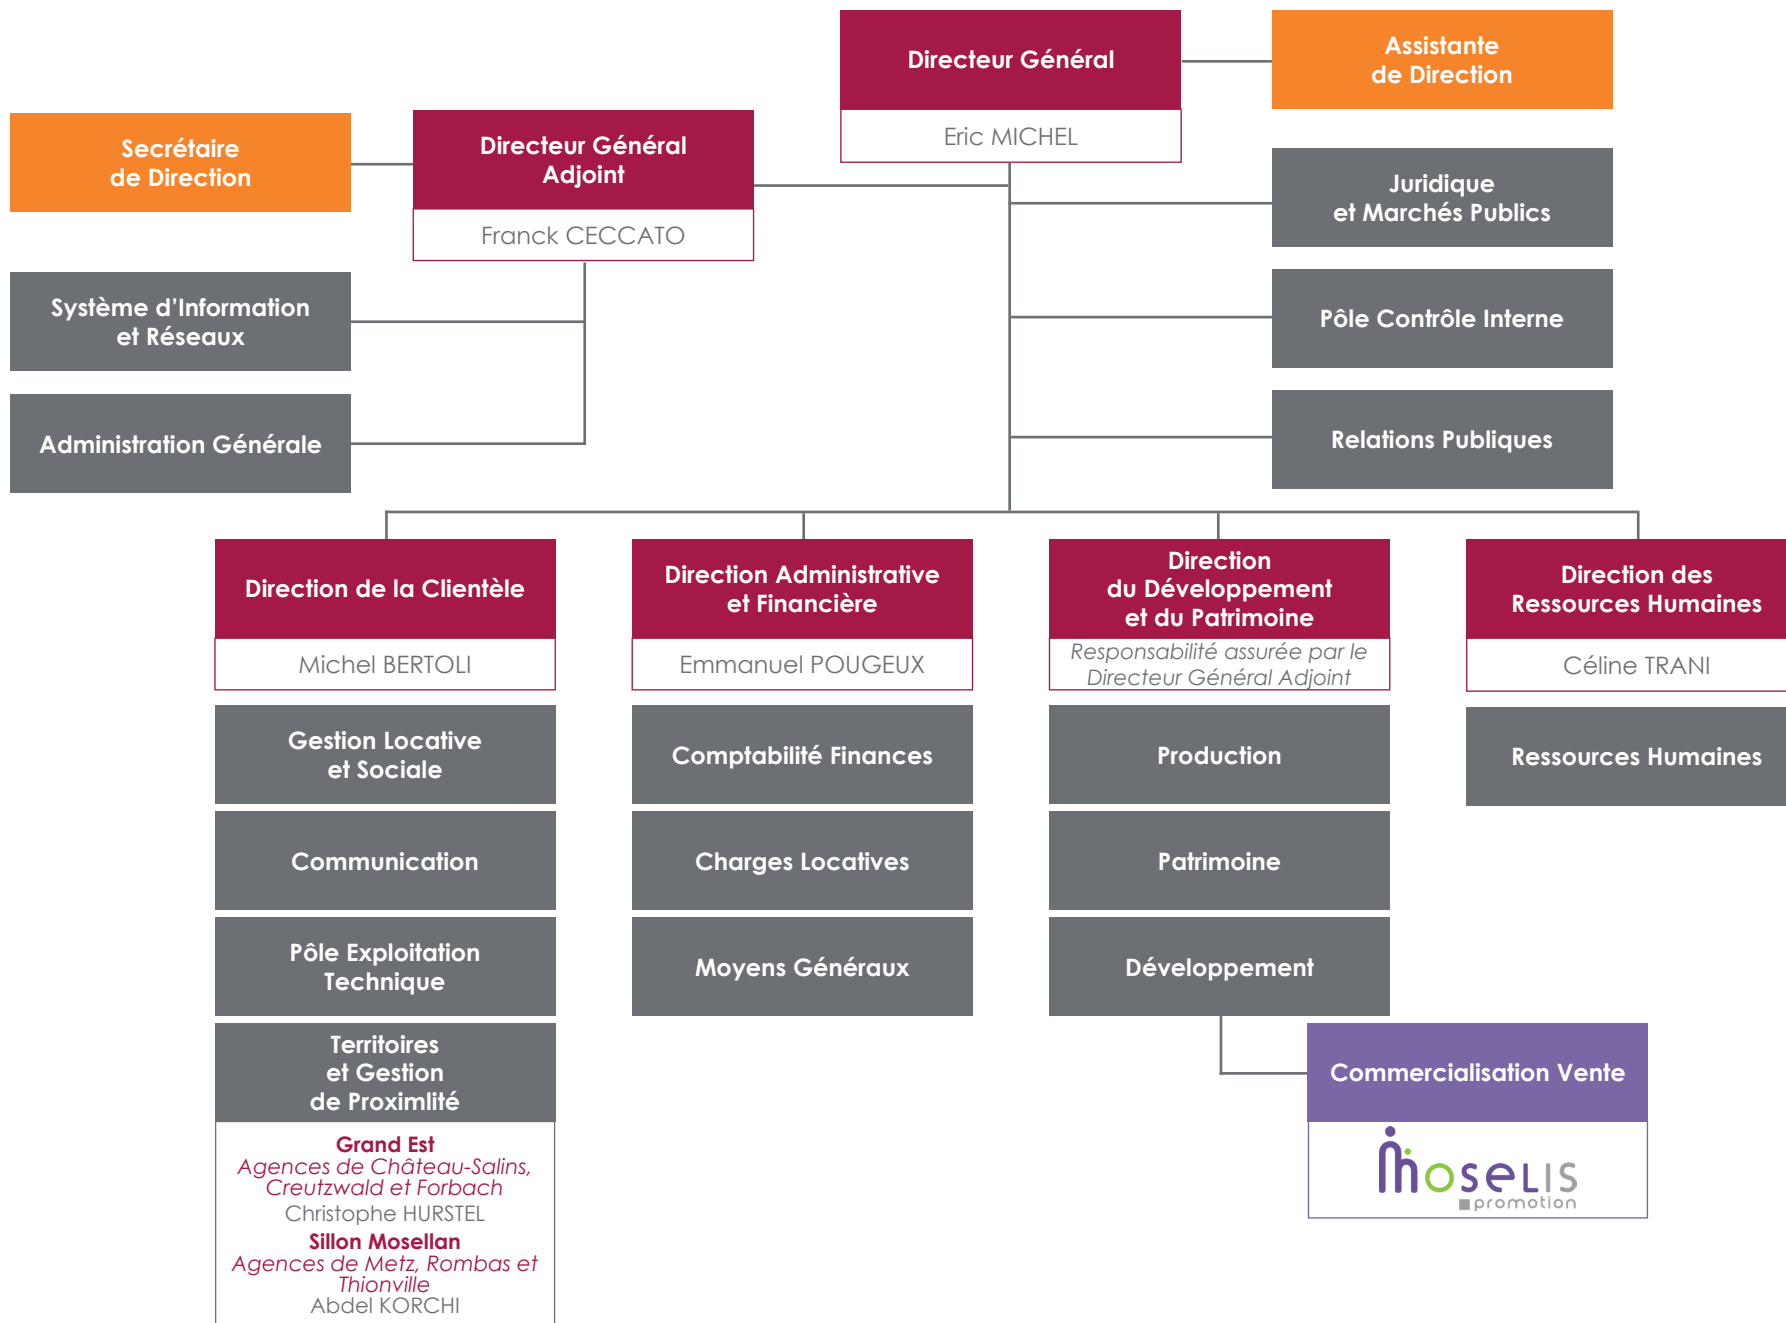 Directeur Général
Eric MICHEL
Assistante
de Direction
Secrétaire
de Direction
Directeur Général
Adjoint
Franck CECCATO
Juridique
et Marchés Publics
Système d’Information
et Réseaux
Pôle Contrôle Interne
Administration Générale
Relations Publiques
Direction de la Clientèle
Michel BERTOLI
Gestion Locative
et Sociale
Communication
Pôle Exploitation
Technique
Territoires
et Gestion
de Proximlité
Grand Est
Agences de Château-Salins,
Creutzwald et Forbach
Christophe HURSTEL
Sillon Mosellan
Agences de Metz, Rombas et
Thionville
Abdel KORCHI
Direction Administrative
et Financière
Emmanuel POUGEUX
Comptabilité Finances
Charges Locatives
Moyens Généraux
Direction
du Développement
et du Patrimoine
Responsabilité assurée par le
Directeur Général Adjoint
Production
Patrimoine
Développement
Commercialisation Vente
moseLIS
promotion
Direction des
Ressources Humaines
Céline TRANI
Ressources Humaines